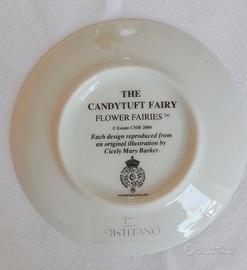 THE
CANDYTUFT FAIRY
FLOWER FAIRIES™
© Estate CMB 2000
Each design reproduced from
an original illustration by
Cicely Mary Barker.
DISTEFANO
subito